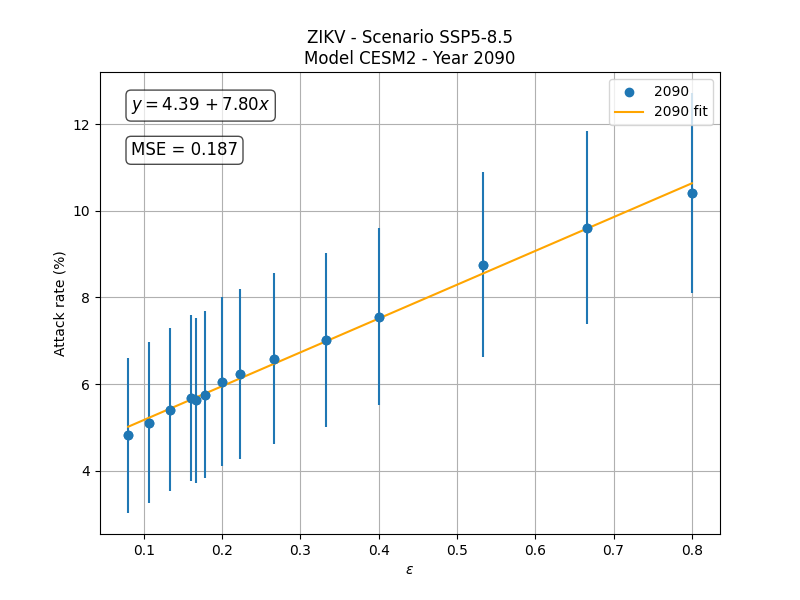 ZIKV - Scenario SSP5-8.5
Model CESM2 - Year 2090
y = 4.39 + 7.80x
MSE = 0.187
2090
2090 fit
Attack rate (%)
12
10
8
6
4
0.1 0.2 0.3 0.4 0.5 0.6 0.7 0.8
ε